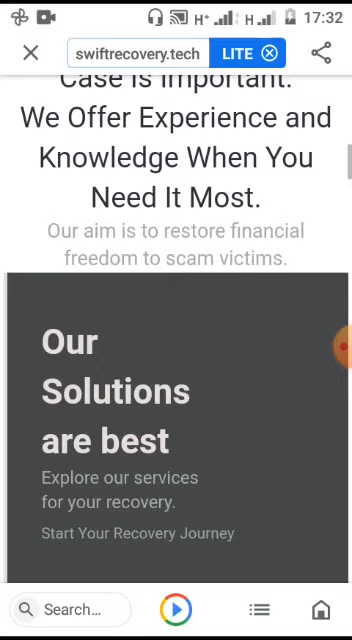 17:32
H+
H
swiftrecovery.tech
LITE
Case is Important.
We Offer Experience and
Knowledge When You
Need It Most.
Our aim is to restore financial
freedom to scam victims.
Our
Solutions
are best
Explore our services
for your recovery.
Start Your Recovery Journey
Search...